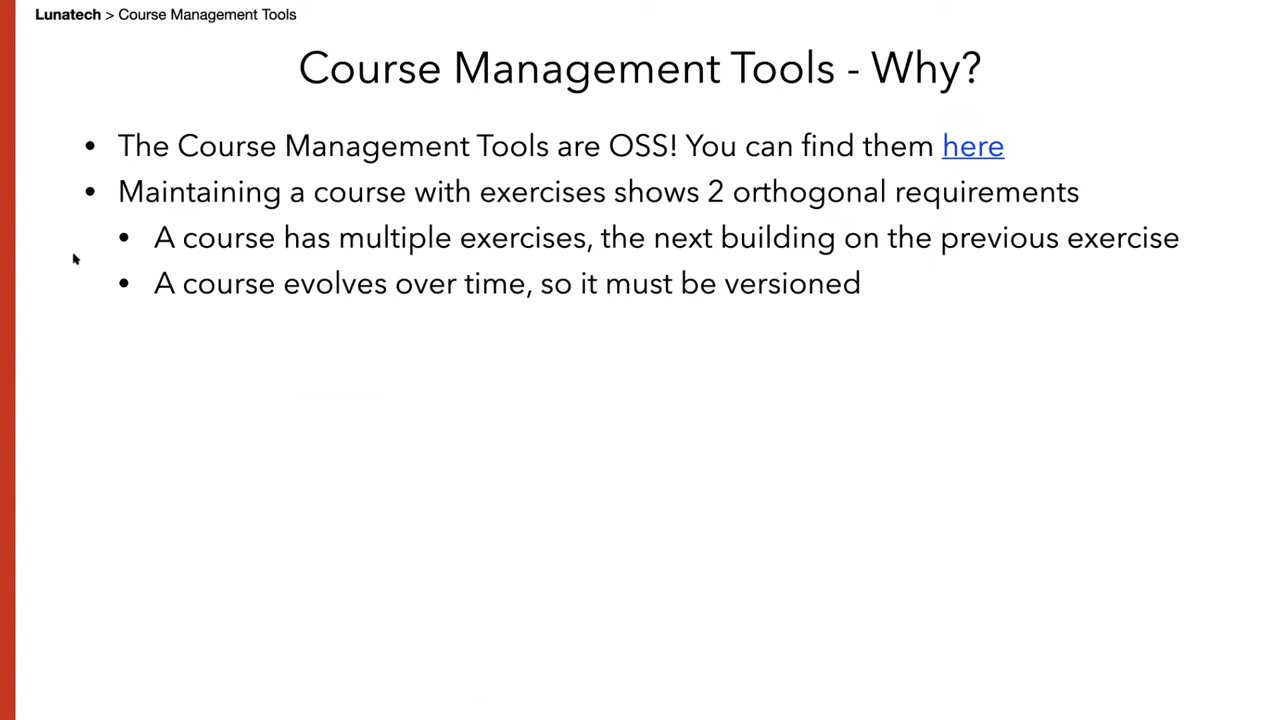 Lunatech > Course Management Tools
Course Management Tools - Why?
• The Course Management Tools are OSS! You can find them here
• Maintaining a course with exercises shows 2 orthogonal requirements
• A course has multiple exercises, the next building on the previous exercise
• A course evolves over time, so it must be versioned